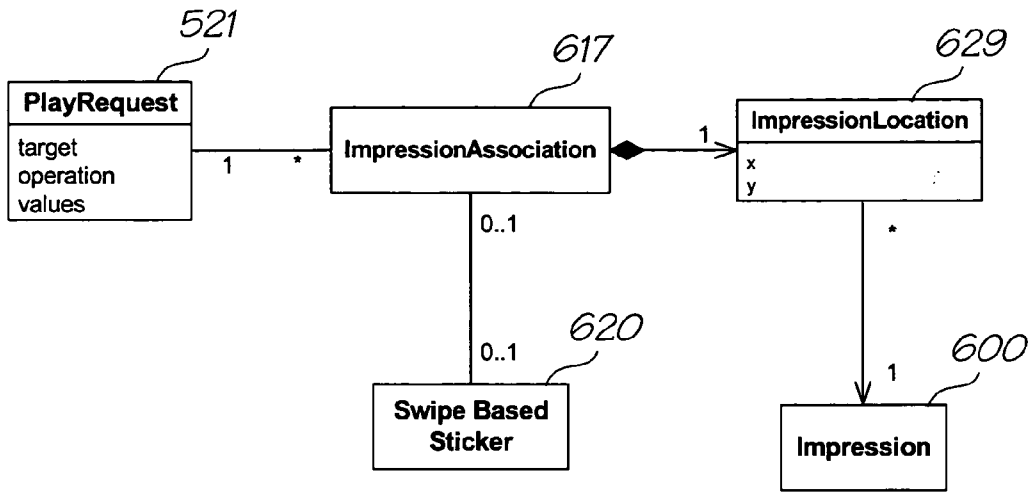 521
617
629
PlayRequest
target
operation
values
1
*
ImpressionAssociation
1
ImpressionLocation
x
y
0..1
*
0..1
620
1
600
Swipe Based
Sticker
Impression